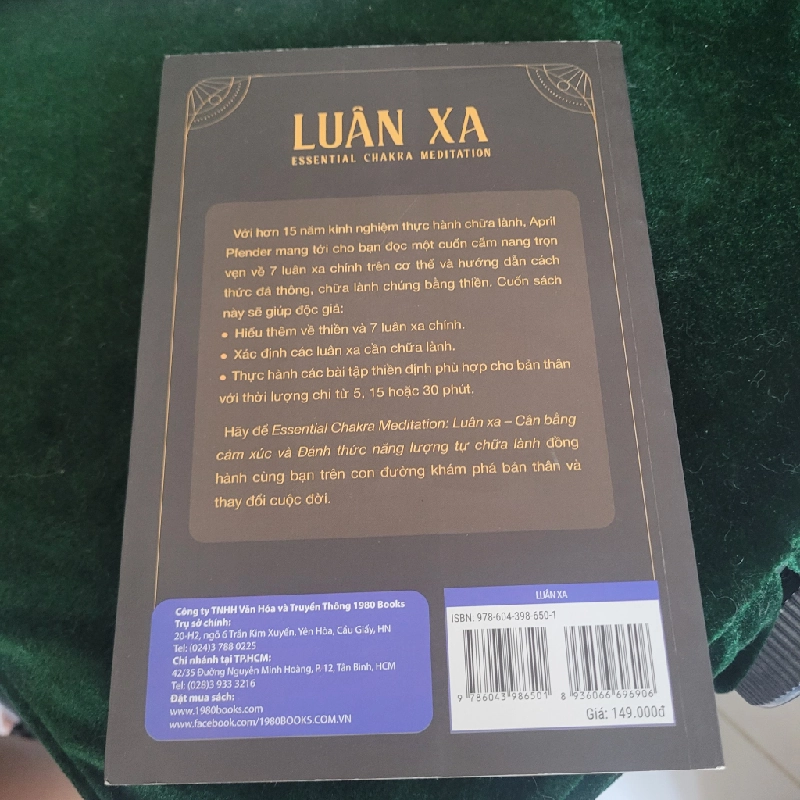 LUÂN XA
ESSENTIAL CHAKRA MEDITATION
Với hơn 15 năm kinh nghiệm thực hành chữa lành, April
Pfender mang tới cho bạn đọc một cuốn cẩm nang trọn
vẹn về 7 luân xa chính trên cơ thể và hướng dẫn cách
thức đả thông, chữa lành chúng bằng thiền. Cuốn sách
này sẽ giúp độc giả:
• Hiểu thêm về thiền và 7 luân xa chính.
• Xác định các luân xa cần chữa lành.
• Thực hành các bài tập thiền định phù hợp cho bản thân
với thời lượng chỉ từ 5, 15 hoặc 30 phút.
Hãy để Essential Chakra Meditation: Luân xa – Cân bằng
cảm xúc và Đánh thức năng lượng tự chữa lành đồng
hành cùng bạn trên con đường khám phá bản thân và
thay đổi cuộc đời.
Công ty TNHH Văn Hóa và Truyền Thông 1980 Books
Trụ sở chính:
20-H2, ngõ 6 Trần Kim Xuyến, Yên Hòa, Cầu Giấy, HN
Tel: (024)3 788 0225
Chi nhánh tại TP.HCM:
42/35 Đường Nguyễn Minh Hoàng, P. 12, Tân Bình, HCM
Tel: (028)3 933 3216
Đặt mua sách:
www.1980books.com
www.facebook.com/1980BOOKS.COM.VN
LUÂN XA
ISBN: 978-604-398-650-1
9 786043 986501
8 936066 696906
Giá: 149.000đ